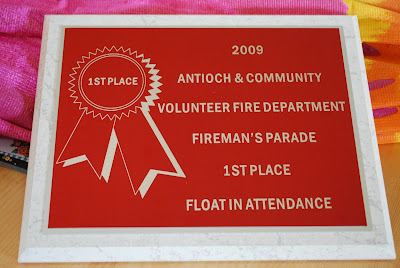 1ST PLACE
2009
ANTIOCH & COMMUNITY
VOLUNTEER FIRE DEPARTMENT
FIREMAN'S PARADE
1ST PLACE
FLOAT IN ATTENDANCE